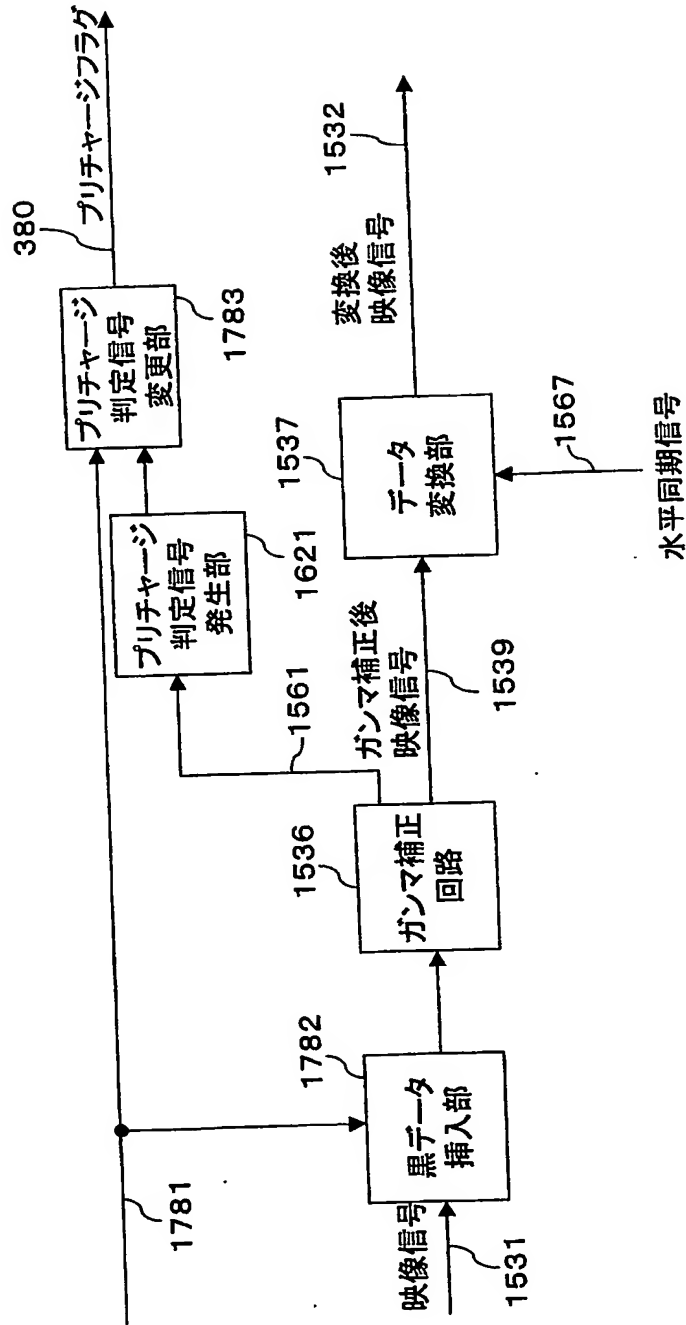 380
プリチャージフラグ
プリチャージ
判定信号
変更部
1783
プリチャージ
判定信号
発生部
1621
1532
変換後
映像信号
1537
データ
変換部
1567
水平同期信号
1561
ガンマ補正後
映像信号
1539
1536
ガンマ補正
回路
1782
黒データ
挿入部
1781
映像信号
1531